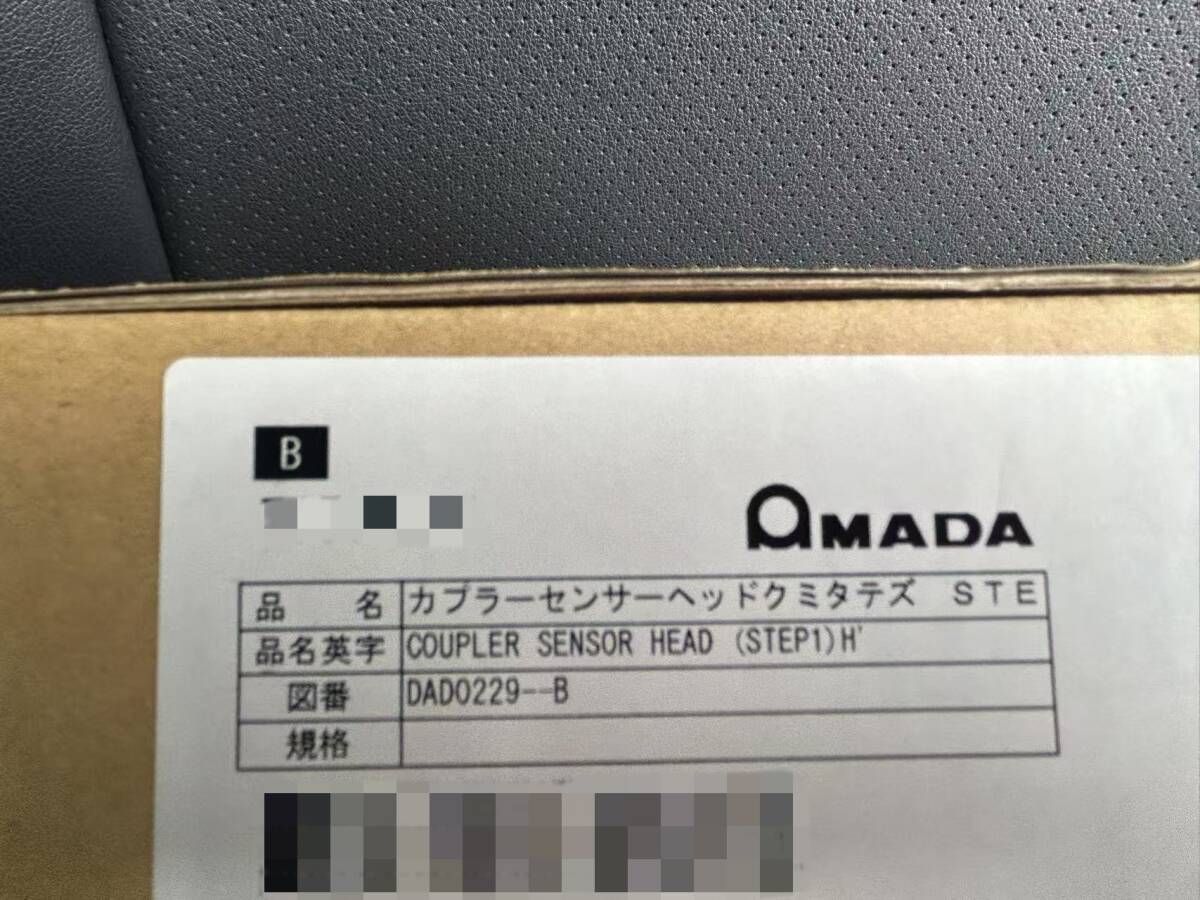 B
AMADA
品 名 カプラーセンサーヘッドクミタテズ STE
品名英字 COUPLER SENSOR HEAD (STEP1)H'
図番 DAD0229--B
規格